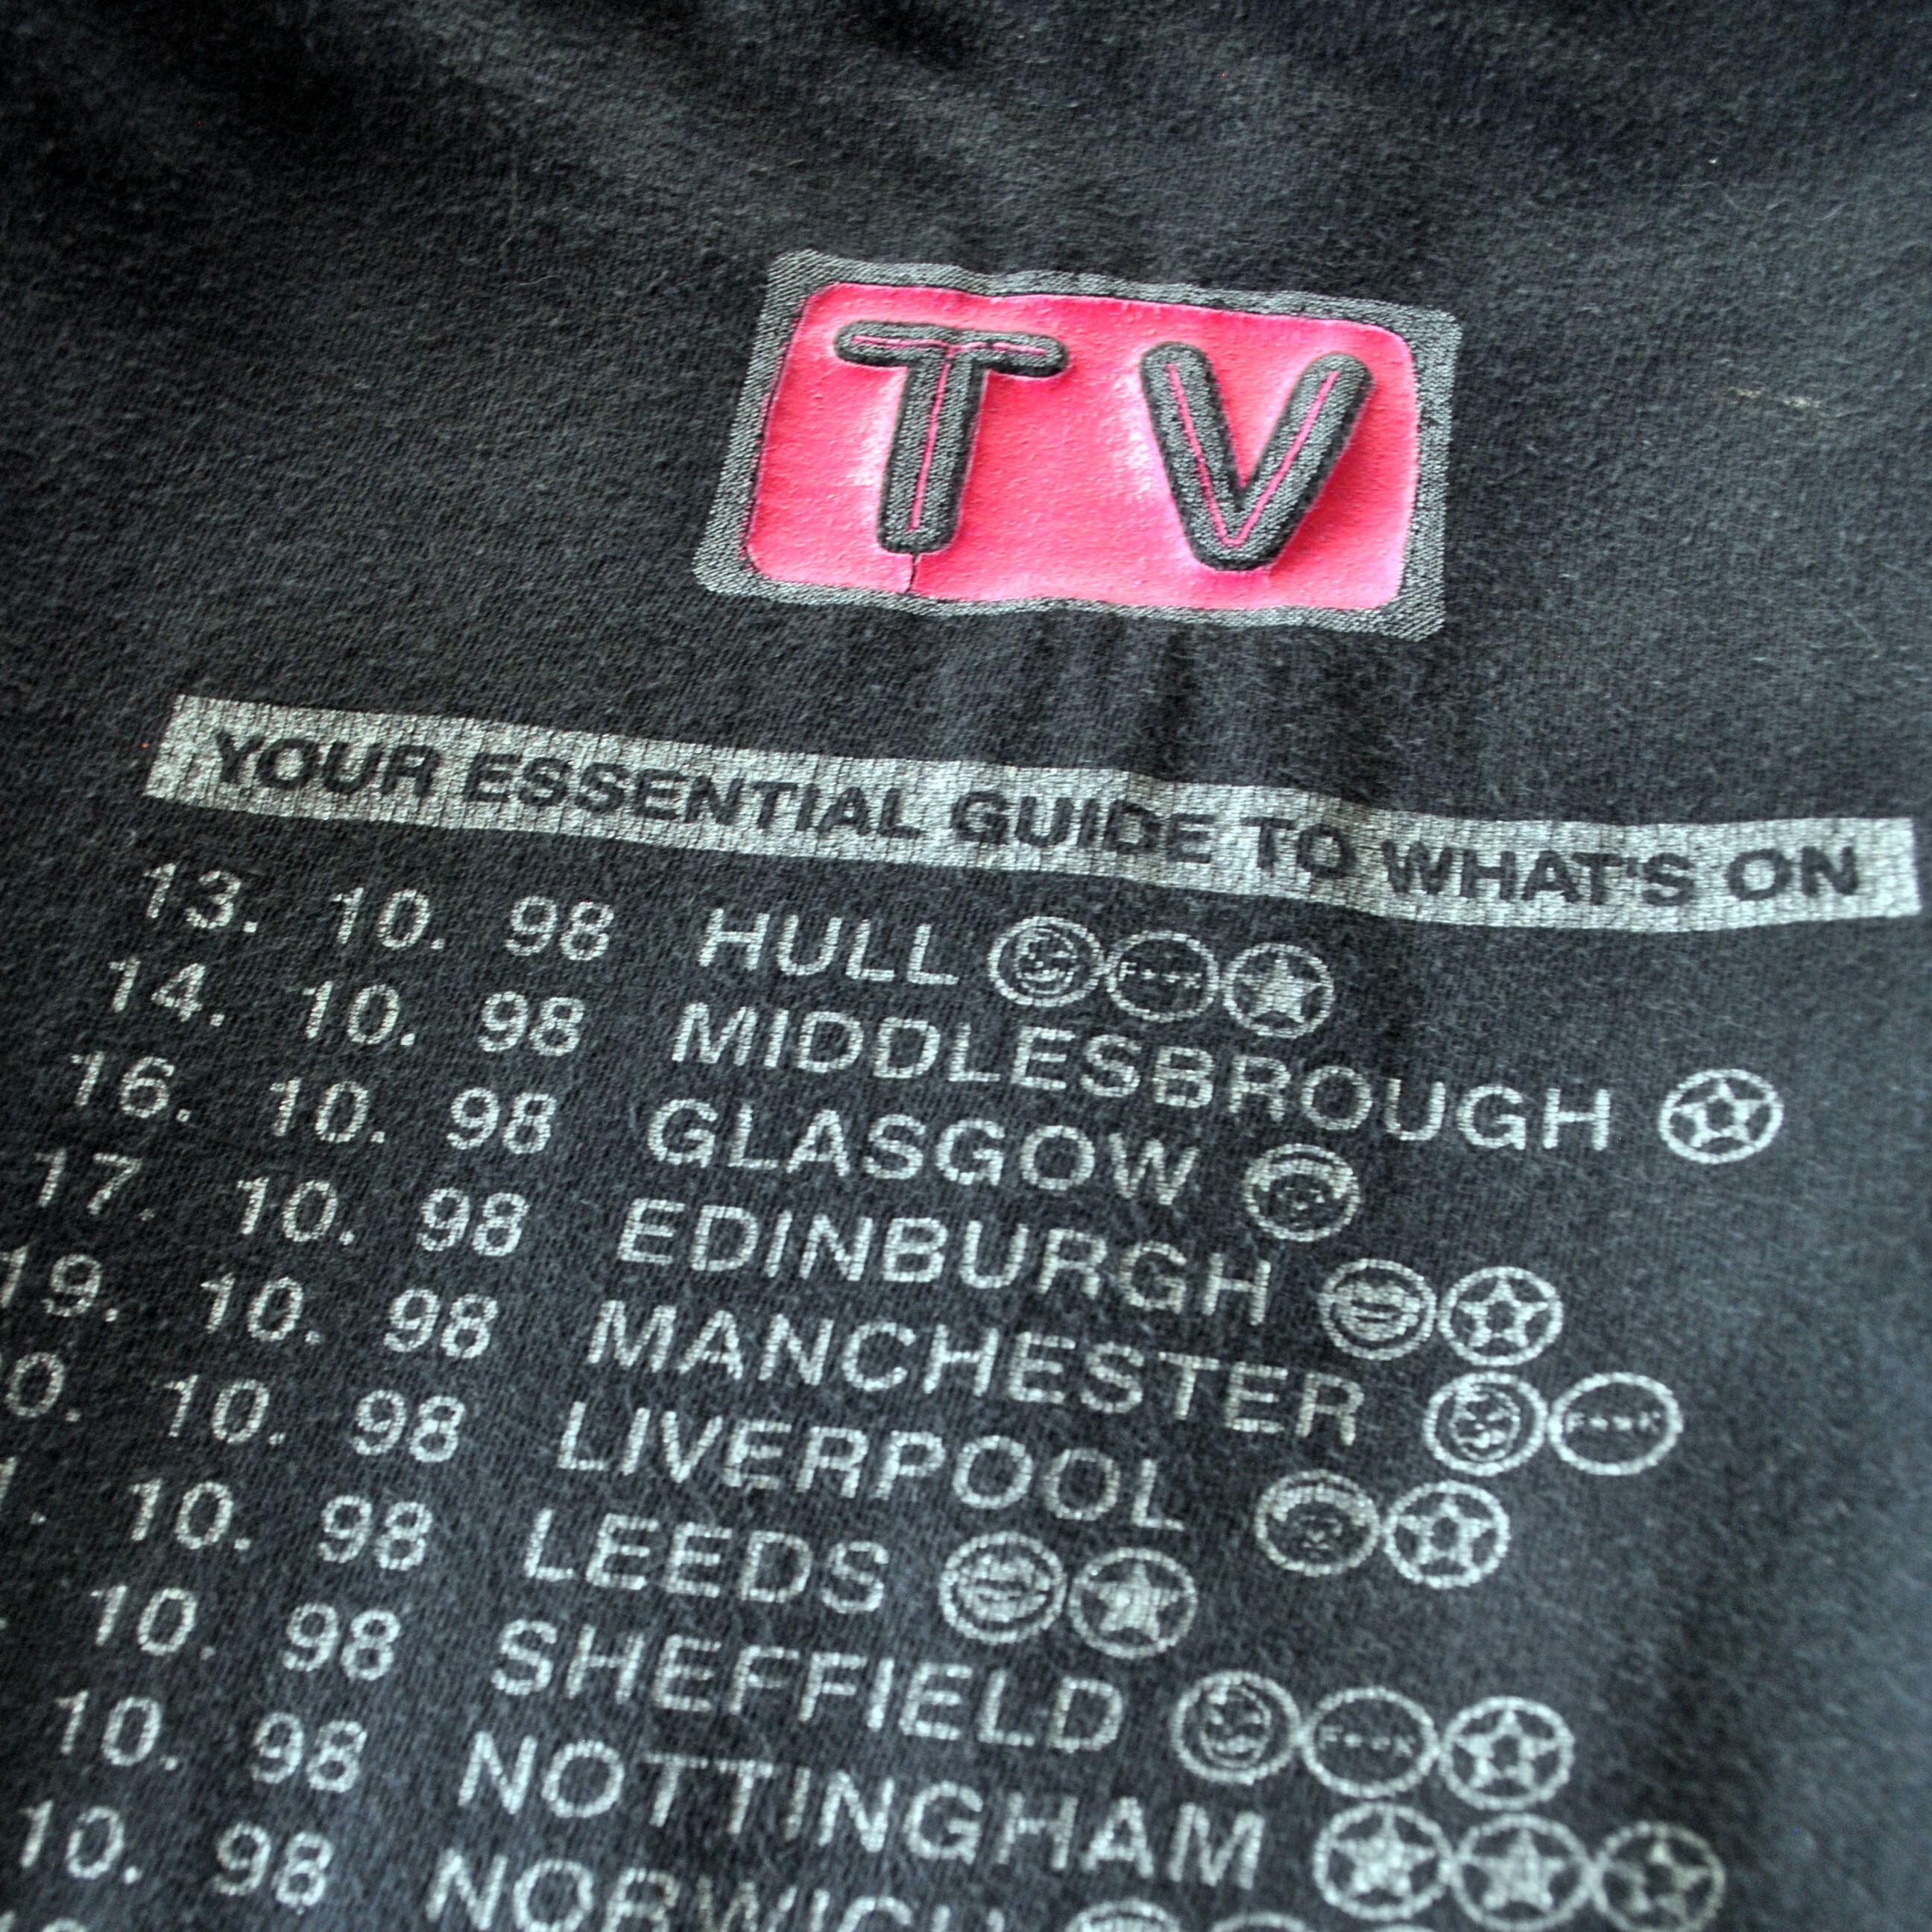 TV
YOUR ESSENTIAL GUIDE TO WHAT'S ON
13. 10. 98 HULL F**K
14. 10. 98 MIDDLESBROUGH
16. 10. 98 GLASGOW
17. 10. 98 EDINBURGH
19. 10. 98 MANCHESTER F**K
0. 10. 98 LIVERPOOL
10. 98 LEEDS
10. 98 SHEFFIELD F**K
10. 98 NOTTINGHAM
10. 98 NORWICH